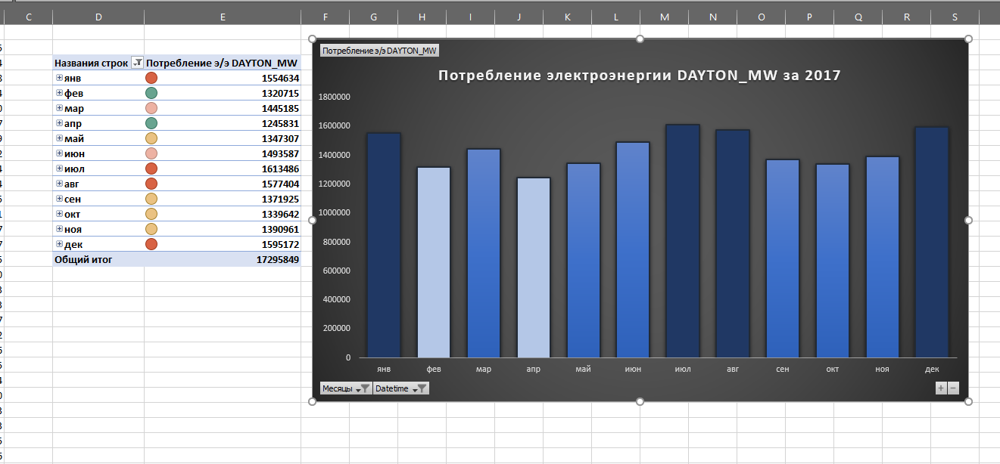 C D E F G H I J K L M N O P Q R S
Названия строк Потребление э/э DAYTON_MW
янв 1554634
фев 1320715
мар 1445185
апр 1245831
май 1347307
июн 1493587
июл 1613486
авг 1577404
сен 1371925
окт 1339642
ноя 1390961
дек 1595172
Общий итог 17295849
Потребление э/э DAYTON_MW
Потребление электроэнергии DAYTON_MW за 2017
1800000
1600000
1400000
1200000
1000000
800000
600000
400000
200000
0
янв фев мар апр май июн июл авг сен окт ноя дек
Месяцы Datetime + −